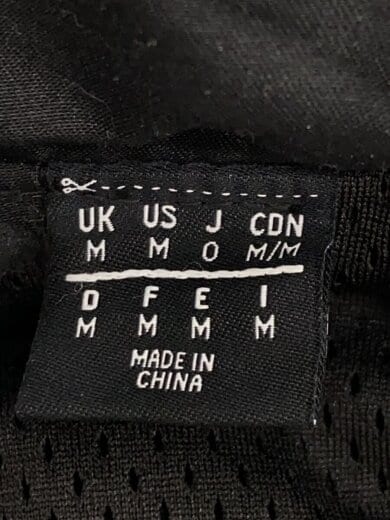 UK US J CDN
M M O M/M
D F E I
M M M M
MADE IN
CHINA